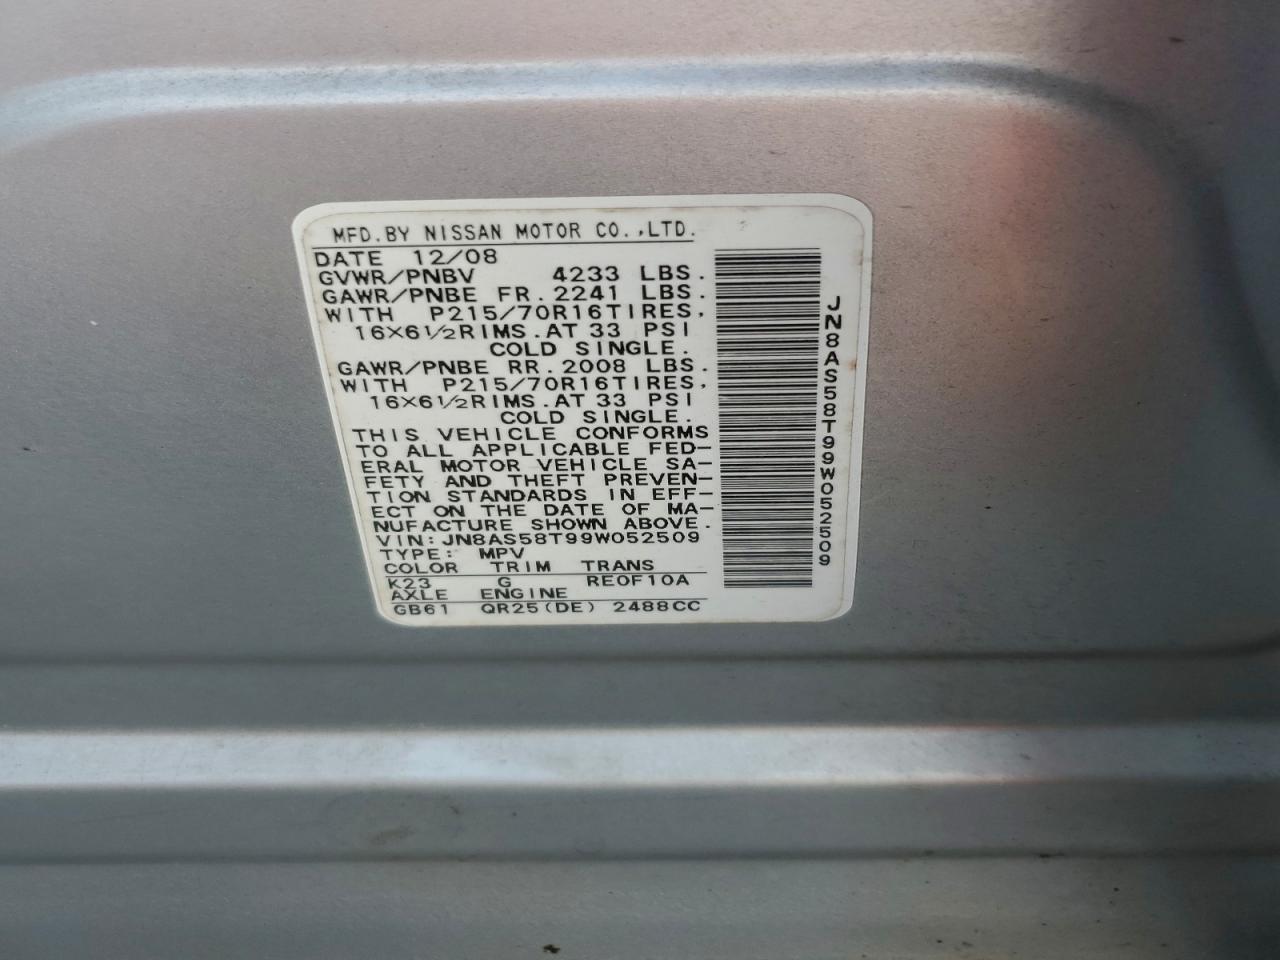 MFD.BY NISSAN MOTOR CO.,LTD.
DATE 12/08
GVWR/PNBV 4233 LBS.
GAWR/PNBE FR.2241 LBS.
WITH P215/70R16TIRES,
16×6½RIMS.AT 33 PSI
COLD SINGLE.
GAWR/PNBE RR.2008 LBS.
WITH P215/70R16TIRES,
16×6½RIMS.AT 33 PSI
COLD SINGLE.
THIS VEHICLE CONFORMS
TO ALL APPLICABLE FED-
ERAL MOTOR VEHICLE SA-
FETY AND THEFT PREVEN-
TION STANDARDS IN EFF-
ECT ON THE DATE OF MA-
NUFACTURE SHOWN ABOVE.
VIN:JN8AS58T99W052509
TYPE: MPV
COLOR TRIM TRANS
K23 G RE0F10A
AXLE ENGINE
GB61 QR25(DE) 2488CC
JN8AS58T99W052509